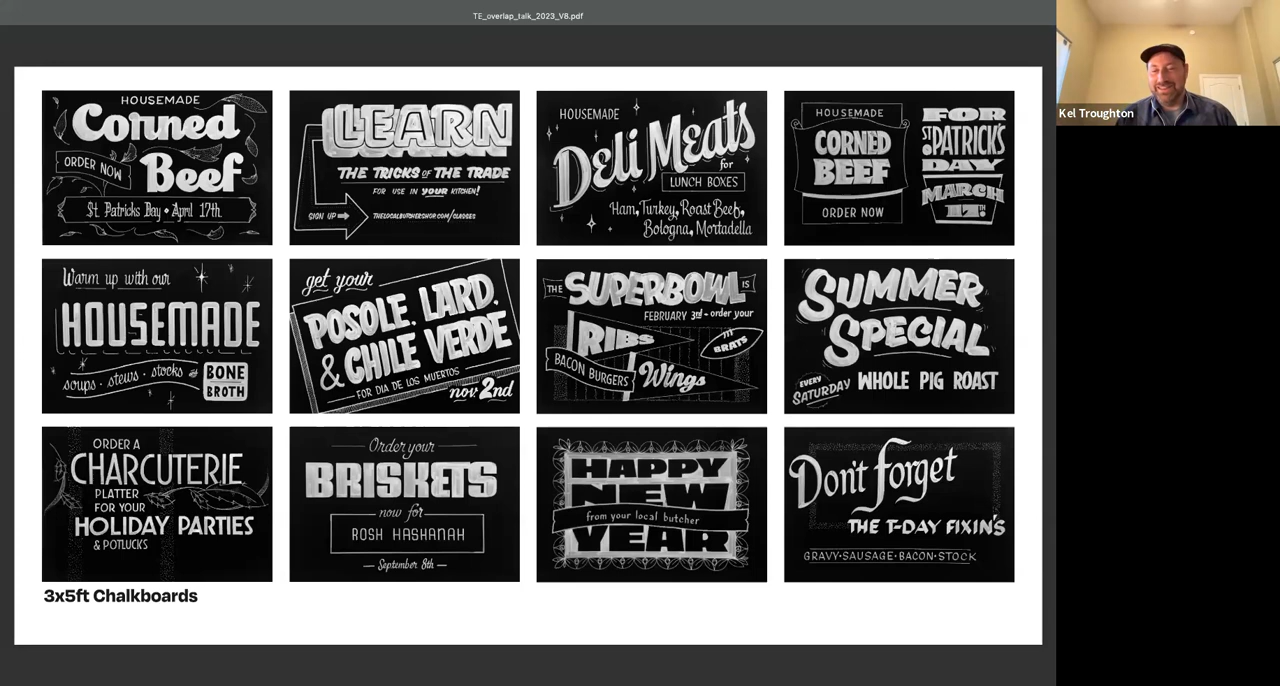 TE_overlap_talk_2023_V8.pdf
Kel Troughton
HOUSEMADE
Corned
ORDER NOW
Beef
St. Patricks Day • April 17th.
LEARN
THE TRICKS OF THE TRADE
FOR USE IN YOUR KITCHEN!
SIGN UP
THELOCALBUTCHERSHOP.COM/CLASSES
HOUSEMADE
Deli Meats
for
LUNCH BOXES
Ham, Turkey, Roast Beef,
Bologna, Mortadella
HOUSEMADE
CORNED
BEEF
ORDER NOW
FOR
ST PATRICK'S
DAY
MARCH
17TH
Warm up with our
HOUSEMADE
soups · stews · stocks &
BONE
BROTH
get your
POSOLE, LARD,
& CHILE VERDE
FOR DIA DE LOS MUERTOS
nov. 2nd
THE SUPERBOWL IS
FEBRUARY 3rd - order your
RIBS
BRATS
BACON BURGERS
Wings
SUMMER
SPECIAL
EVERY
SATURDAY
WHOLE PIG ROAST
ORDER A
CHARCUTERIE
PLATTER
FOR YOUR
HOLIDAY PARTIES
& POTLUCKS
Order your
BRISKETS
now for
ROSH HASHANAH
September 8th
HAPPY
NEW
from your local butcher
YEAR
Don't forget
THE T-DAY FIXIN'S
GRAVY·SAUSAGE·BACON·STOCK
3x5ft Chalkboards